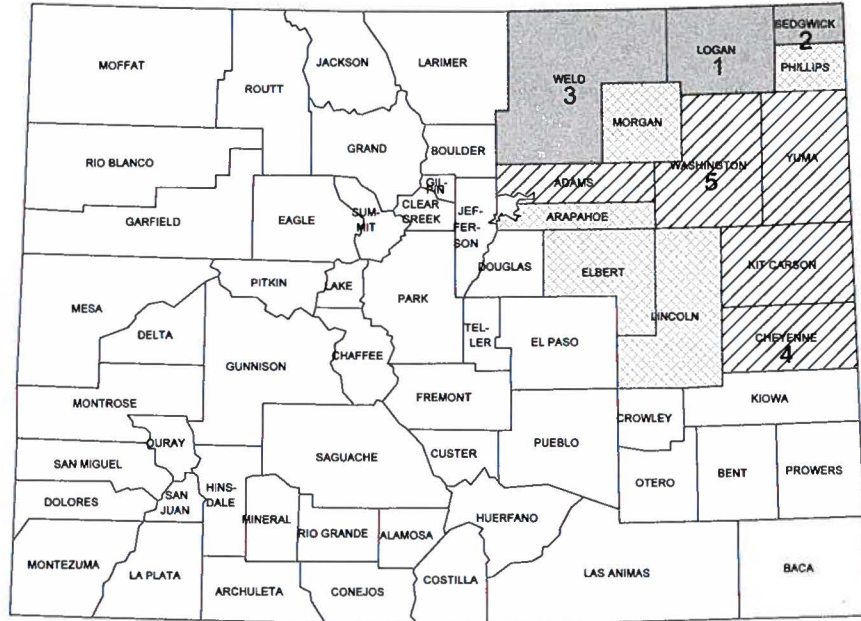 MOFFAT
ROUTT
JACKSON
LARIMER
WELD
3
LOGAN
1
SEDGWICK
2
PHILLIPS
MORGAN
WASHINGTON
5
YUMA
RIO BLANCO
GRAND
BOULDER
GIL-
PIN
ADAMS
GARFIELD
EAGLE
SUM-
MIT
CLEAR
CREEK
JEF-
FER-
SON
ARAPAHOE
DOUGLAS
ELBERT
KIT CARSON
PITKIN
LAKE
PARK
LINCOLN
MESA
DELTA
TEL-
LER
EL PASO
CHEYENNE
4
GUNNISON
CHAFFEE
MONTROSE
FREMONT
CROWLEY
KIOWA
OURAY
SAGUACHE
CUSTER
PUEBLO
SAN MIGUEL
OTERO
BENT
PROWERS
DOLORES
SAN
JUAN
HINS-
DALE
MINERAL
RIO GRANDE
ALAMOSA
HUERFANO
MONTEZUMA
LA PLATA
ARCHULETA
CONEJOS
COSTILLA
LAS ANIMAS
BACA